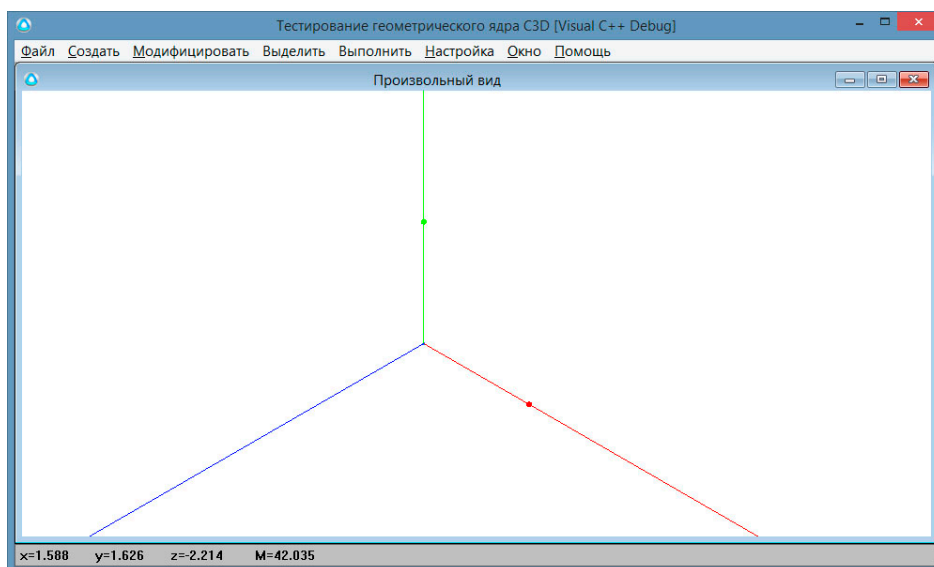 Тестирование геометрического ядра C3D [Visual C++ Debug]
Файл Создать Модифицировать Выделить Выполнить Настройка Окно Помощь
Произвольный вид
x=1.588 y=1.626 z=-2.214 M=42.035